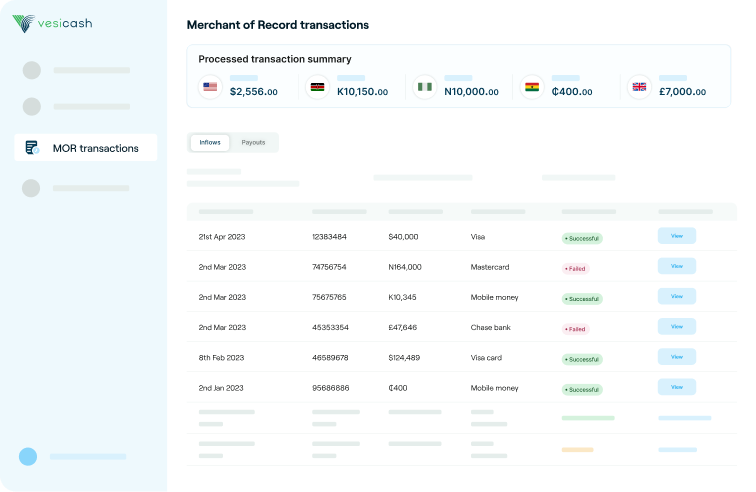 vesicash
Merchant of Record transactions
Processed transaction summary
$2,556.00 K10,150.00 N10,000.00 ₵400.00 £7,000.00
MOR transactions
Inflows Payouts
21st Apr 2023 12383484 $40,000 Visa Successful View
2nd Mar 2023 74756754 N164,000 Mastercard Failed View
2nd Mar 2023 75675765 K10,345 Mobile money Successful View
2nd Mar 2023 45353354 £47,646 Chase bank Failed View
8th Feb 2023 46589678 $124,489 Visa card Successful View
2nd Jan 2023 95686886 ₵400 Mobile money Successful View